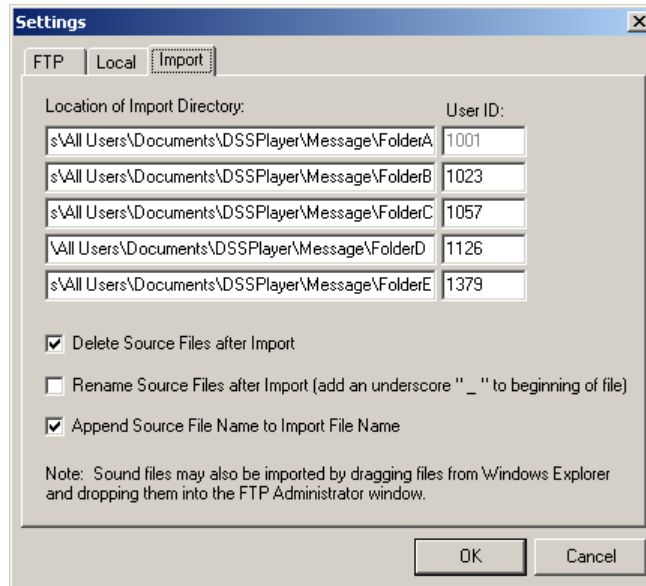 Settings
FTP Local Import
Location of Import Directory: User ID:
s\All Users\Documents\DSSPlayer\Message\FolderA 1001
s\All Users\Documents\DSSPlayer\Message\FolderB 1023
s\All Users\Documents\DSSPlayer\Message\FolderC 1057
\All Users\Documents\DSSPlayer\Message\FolderD 1126
s\All Users\Documents\DSSPlayer\Message\FolderE 1379
Delete Source Files after Import
Rename Source Files after Import (add an underscore " _ " to beginning of file)
Append Source File Name to Import File Name
Note: Sound files may also be imported by dragging files from Windows Explorer
and dropping them into the FTP Administrator window.
OK Cancel